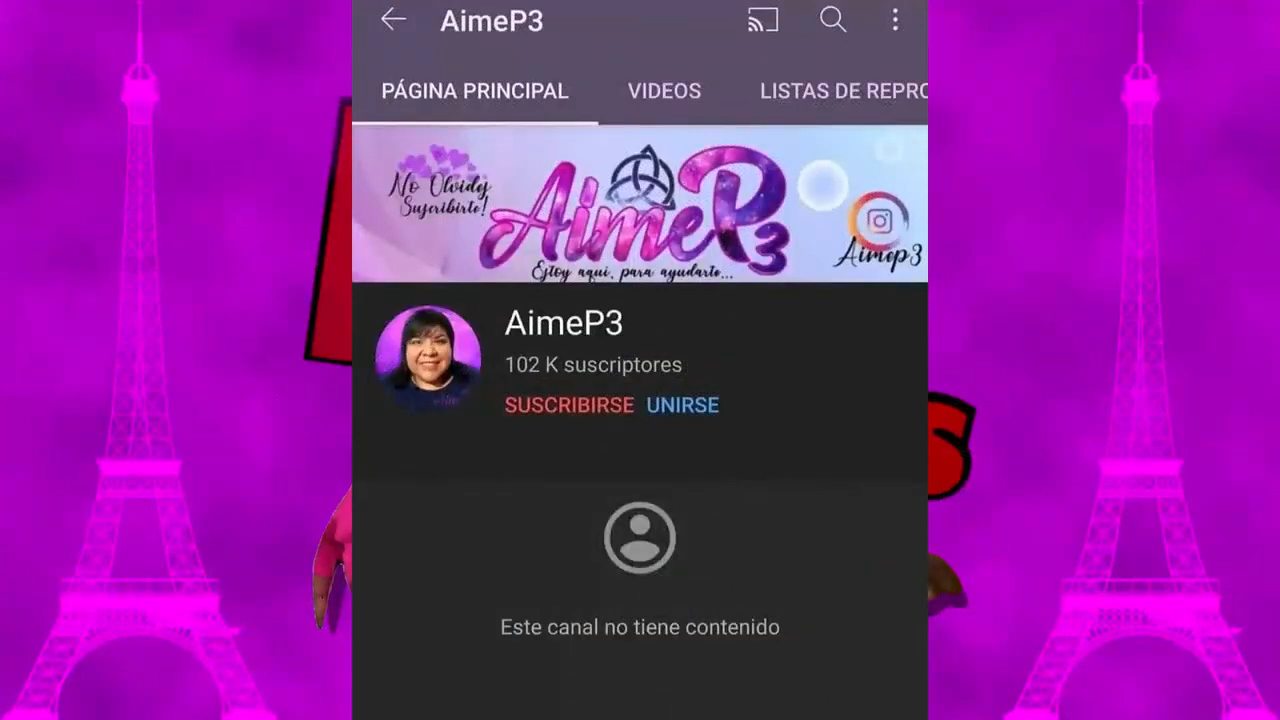 AimeP3
PÁGINA PRINCIPAL VIDEOS LISTAS DE REPRO
No Olvides
Suscribirte!
AimeP3
Estoy aqui, para ayudarte...
Aimep3
AimeP3
102 K suscriptores
SUSCRIBIRSE UNIRSE
S
Este canal no tiene contenido